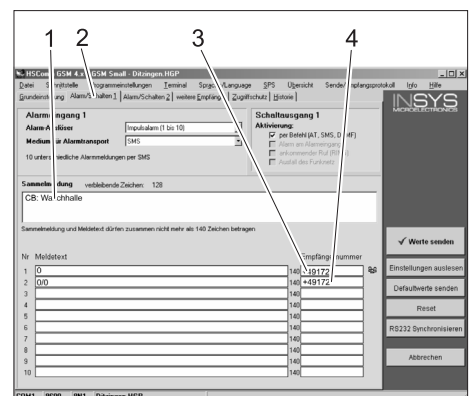 1 2 3 4
GSM Small - Ditzingen.HGP
Datei Schnittstelle Programmeinstellungen Terminal Sprache/Language SPS Übersicht Sende/Empfangsprotokoll Info Hilfe
Grundeinstellung Alarm/Schalten 1 Alarm/Schalten 2 weitere Empfänger Zugriffschutz Historie
INSYS
MICROELECTRONICS
Alarmeingang 1
Alarm-Auslöser Impulsalarm (1 bis 10)
Medium für Alarmtransport SMS
10 unterschiedliche Alarmmeldungen per SMS
Schaltausgang 1
Aktivierung:
per Befehl (AT, SMS, DTMF)
Alarm am Alarmeingang
ankommender Ruf (RING)
Ausfall des Funknetz
Sammelmeldung verbleibende Zeichen: 128
CB: Waschhalle
Sammelmeldung und Meldetext dürfen zusammen nicht mehr als 140 Zeichen betragen
Nr Meldetext Empfängernummer
1 0 140 +49172
2 0/0 140 +49172
3 140
4 140
5 140
6 140
7 140
8 140
9 140
10 140
Werte senden
Einstellungen auslesen
Defaultwerte senden
Reset
RS232 Synchronisieren
Abbrechen
COM1 9600 8N1 Ditzingen.HGP